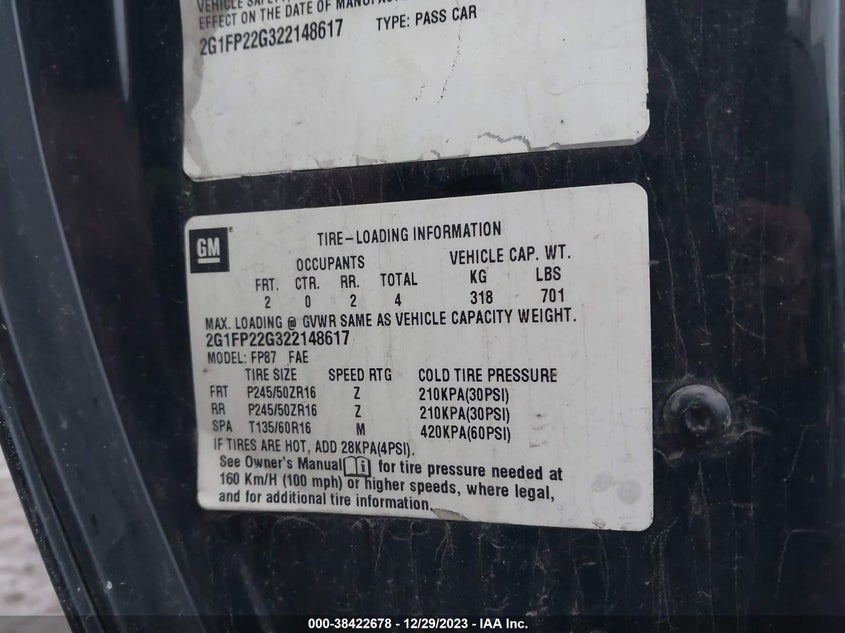 VEHICLE SAFETY
EFFECT ON THE DATE OF MANUFAC
2G1FP22G322148617 TYPE: PASS CAR
GM
TIRE-LOADING INFORMATION
OCCUPANTS VEHICLE CAP. WT.
FRT. CTR. RR. TOTAL KG LBS
2 0 2 4 318 701
MAX. LOADING @ GVWR SAME AS VEHICLE CAPACITY WEIGHT.
2G1FP22G322148617
MODEL: FP87 FAE
TIRE SIZE SPEED RTG COLD TIRE PRESSURE
FRT P245/50ZR16 Z 210KPA(30PSI)
RR P245/50ZR16 Z 210KPA(30PSI)
SPA T135/60R16 M 420KPA(60PSI)
IF TIRES ARE HOT, ADD 28KPA(4PSI).
See Owner's Manual for tire pressure needed at
160 Km/H (100 mph) or higher speeds, where legal,
and for additional tire information.
000-38422678 - 12/29/2023 - IAA Inc.